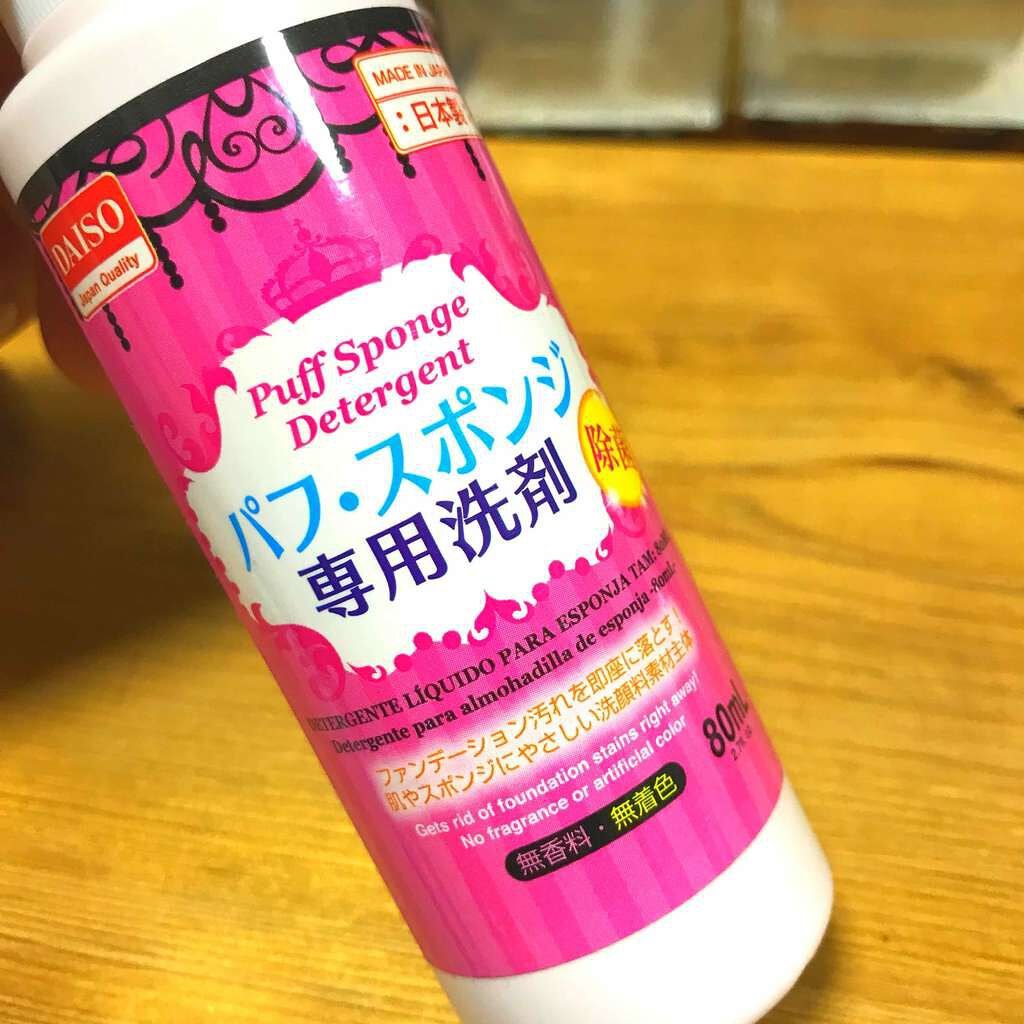 MADE IN JAPAN
:日本製
DAISO
Japan Quality
Puff Sponge
Detergent
パフ・スポンジ
専用洗剤
除菌
DETERGENTE LÍQUIDO PARA ESPONJA TAM:
Detergente para almohadilla de esponja -80mL-
ファンデーション汚れを即座に落とす!
肌やスポンジにやさしい洗顔料素材主体
Gets rid of foundation stains right away!
No fragrance or artificial color
80mL
無香料・無着色